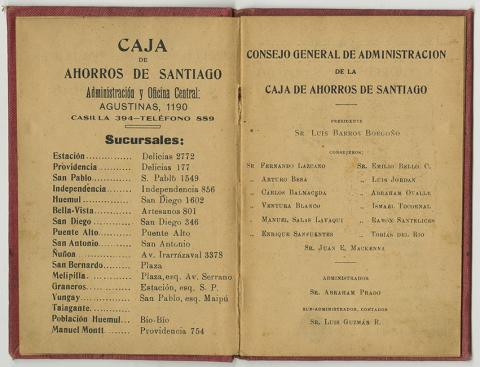 CAJA
DE
AHORROS DE SANTIAGO
Administración y Oficina Central:
AGUSTINAS, 1190
CASILLA 394—TELÉFONO 889
Sucursales:
Estación.............. Delicias 2772
Providencia........... Delicias 177
San Pablo............. S. Pablo 1549
Independencia......... Independencia 856
Huemul................ San Diego 1602
Bella-Vista........... Artesanos 801
San Diego............. San Diego 346
Puente Alto........... Puente Alto
San Antonio........... San Antonio
Ñuñoa................. Av. Irarrázaval 3378
San Bernardo.......... Plaza
Melipilla............. Plaza, esq. Av. Serrano
Graneros.............. Estación, esq. S. P.
Yungay................ San Pablo, esq. Maipú
Talagante.............
Población Huemul... Bío-Bío
Manuel Montt.......... Providencia 754
CONSEJO GENERAL DE ADMINISTRACION
DE LA
CAJA DE AHORROS DE SANTIAGO
PRESIDENTE
SR. LUIS BARROS BORGOÑO
CONSEJEROS:
SR. FERNANDO LAZCANO SR. EMILIO BELLO C.
„ ARTURO BESA „ LUIS JORDAN
„ CARLOS BALMACEDA „ ABRAHAM OVALLE
„ VENTURA BLANCO „ ISMAEL TOCORNAL
„ MANUEL SALAS LAVAQUI „ RAMÓN SANTELICES
„ ENRIQUE SANFUENTES „ TOBÍAS DEL RIO
SR. JUAN E. MACKENNA
ADMINISTRADOR
SR. ABRAHAM PRADO
SUB-ADMINISTRADOR, CONTADOR
SR. LUIS GUZMÁN R.